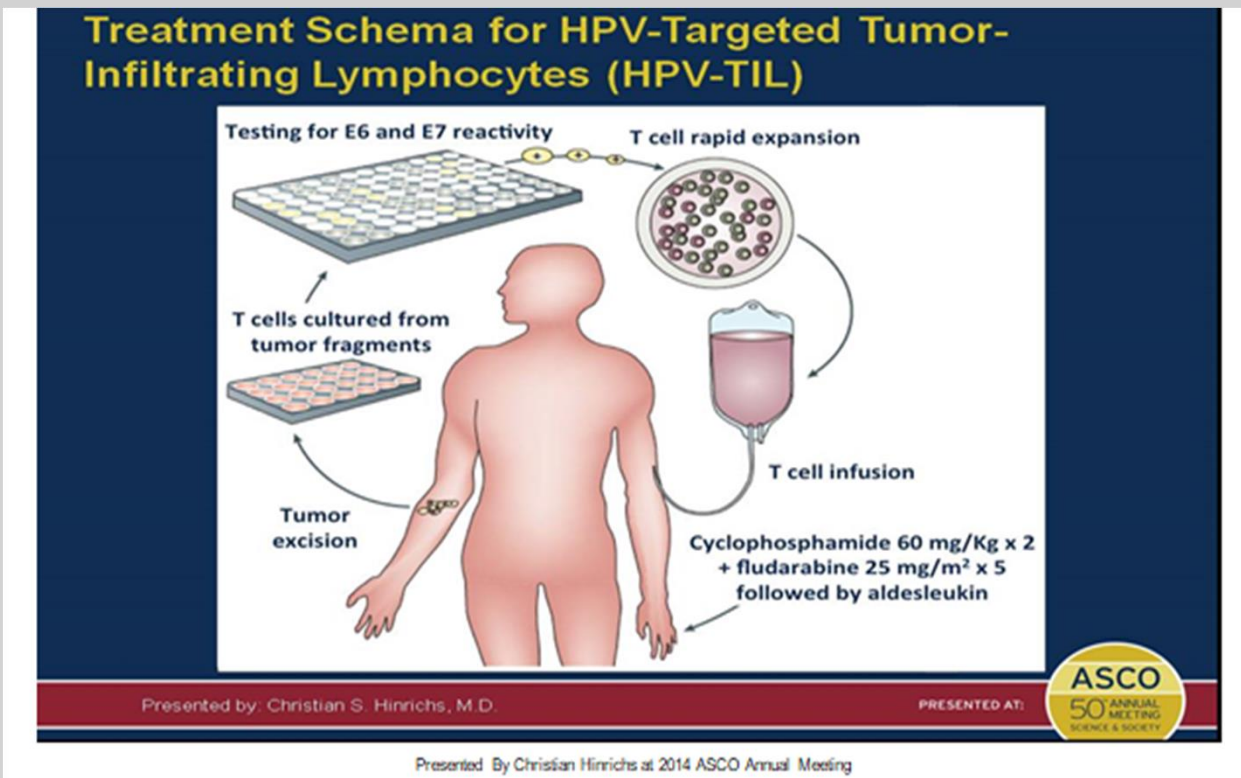 Treatment Schema for HPV-Targeted Tumor-
Infiltrating Lymphocytes (HPV-TIL)
Testing for E6 and E7 reactivity
T cell rapid expansion
T cells cultured from
tumor fragments
T cell infusion
Tumor
excision
Cyclophosphamide 60 mg/Kg x 2
+ fludarabine 25 mg/m² x 5
followed by aldesleukin
Presented by: Christian S. Hinrichs, M.D.
PRESENTED AT:
ASCO
50 ANNUAL
MEETING
SCIENCE & SOCIETY
Presented By Christian Hinrichs at 2014 ASCO Annual Meeting